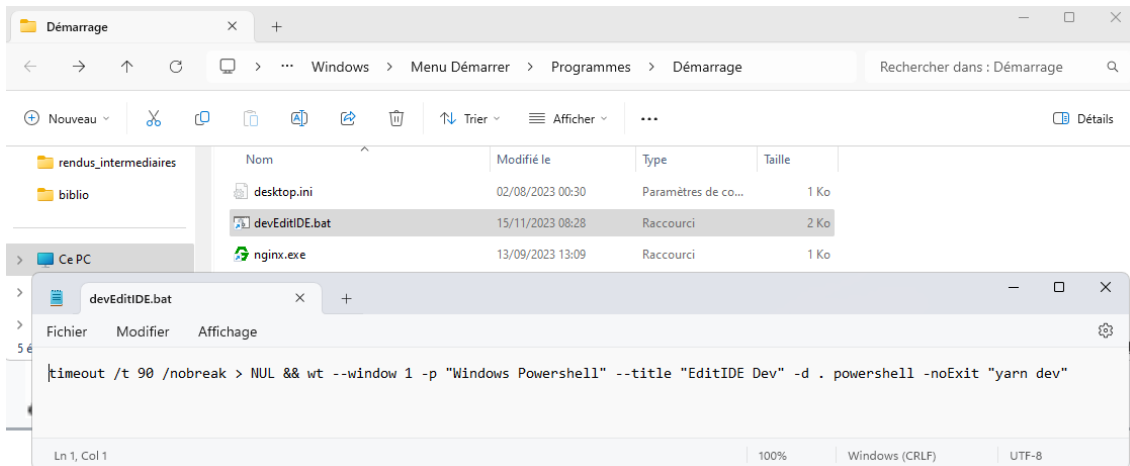 Démarrage
Windows > Menu Démarrer > Programmes > Démarrage
Rechercher dans : Démarrage
Nouveau
Trier
Afficher
Détails
rendus_intermediaires
biblio
Ce PC
Nom Modifié le Type Taille
desktop.ini 02/08/2023 00:30 Paramètres de co... 1 Ko
devEditIDE.bat 15/11/2023 08:28 Raccourci 2 Ko
nginx.exe 13/09/2023 13:09 Raccourci 1 Ko
5 é
devEditIDE.bat
Fichier Modifier Affichage
timeout /t 90 /nobreak > NUL && wt --window 1 -p "Windows Powershell" --title "EditIDE Dev" -d . powershell -noExit "yarn dev"
Ln 1, Col 1 100% Windows (CRLF) UTF-8